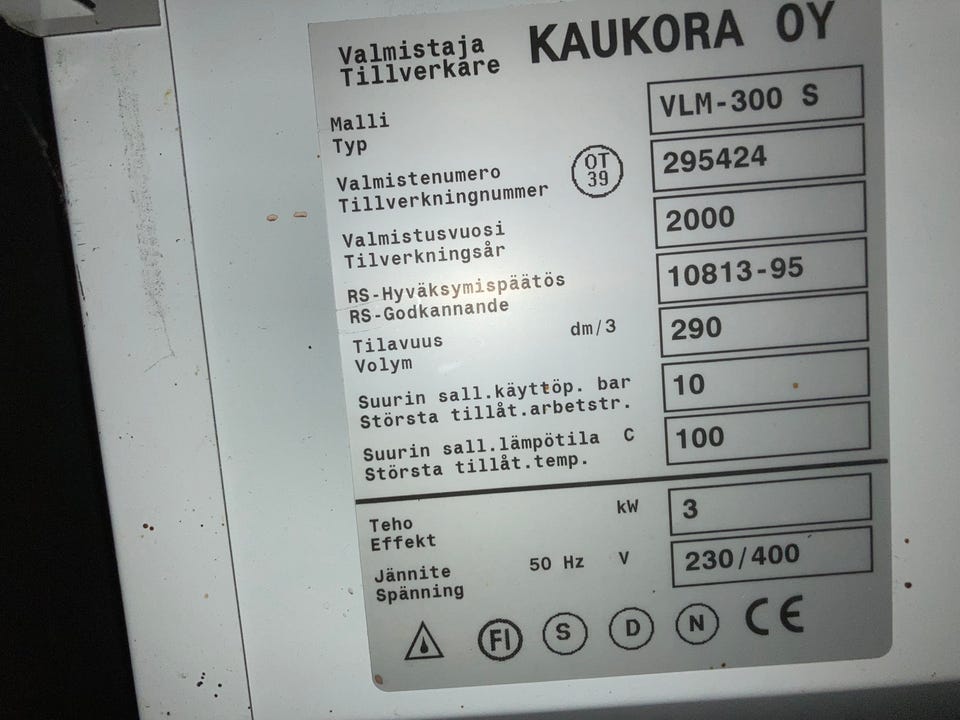 Valmistaja KAUKORA OY
Tillverkare
Malli VLM-300 S
Typ
Valmistenumero OT 39 295424
Tillverkningnummer
Valmistusvuosi 2000
Tilverkningsår
RS-Hyväksymispäätös 10813-95
RS-Godkannande
Tilavuus dm/3 290
Volym
Suurin sall.käyttöp. bar 10
Största tillåt.arbetstr.
Suurin sall.lämpötila C 100
Största tillåt.temp.
Teho kW 3
Effekt
Jännite 50 Hz V 230/400
Spänning
FI S D N CE